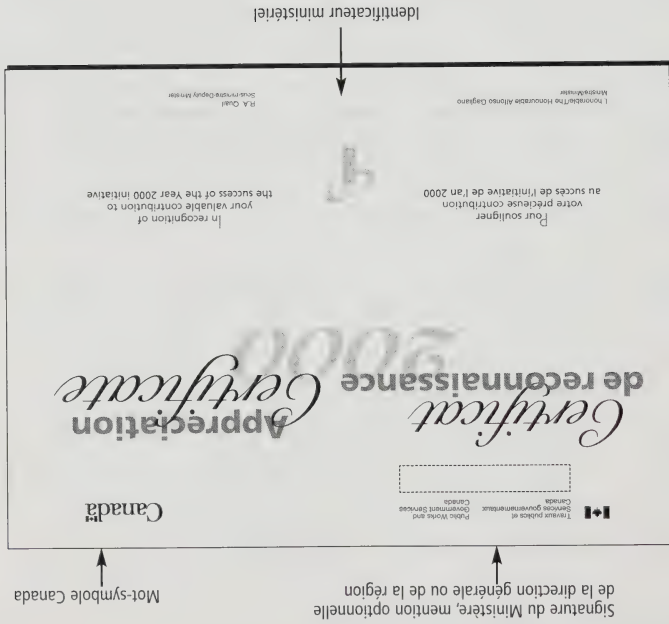 Signature du Ministère, mention optionnelle
de la direction générale ou de la région
Mot-symbole Canada
Travaux publics et
Services gouvernementaux
Canada
Public Works and
Government Services
Canada
Canada
Certificat
de reconnaissance
Appreciation
Certificate
2000
Pour souligner
votre précieuse contribution
au succès de l'initiative de l'an 2000
In recognition of
your valuable contribution to
the success of the Year 2000 initiative
L'honorable/The Honourable Alfonso Gagliano
Ministre/Minister
R.A. Quail
Sous-ministre/Deputy Minister
Identificateur ministériel